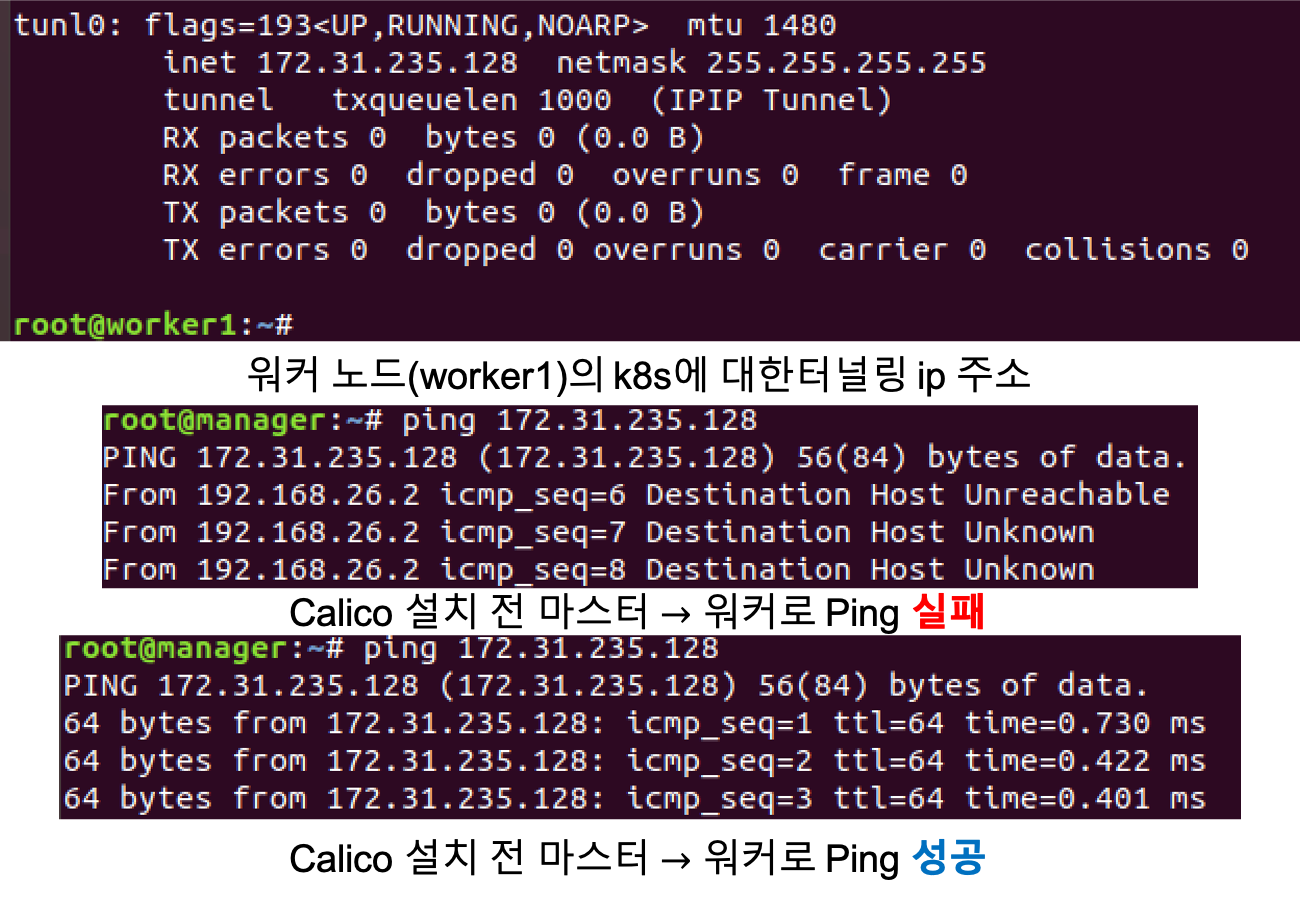 tunl0: flags=193<UP,RUNNING,NOARP>  mtu 1480
inet 172.31.235.128  netmask 255.255.255.255
tunnel   txqueuelen 1000  (IPIP Tunnel)
RX packets 0  bytes 0 (0.0 B)
RX errors 0  dropped 0  overruns 0  frame 0
TX packets 0  bytes 0 (0.0 B)
TX errors 0  dropped 0 overruns 0  carrier 0  collisions 0
root@worker1:~#
워커 노드(worker1)의 k8s에 대한터널링 ip 주소
root@manager:~# ping 172.31.235.128
PING 172.31.235.128 (172.31.235.128) 56(84) bytes of data.
From 192.168.26.2 icmp_seq=6 Destination Host Unreachable
From 192.168.26.2 icmp_seq=7 Destination Host Unknown
From 192.168.26.2 icmp_seq=8 Destination Host Unknown
Calico 설치 전 마스터 → 워커로 Ping 실패
root@manager:~# ping 172.31.235.128
PING 172.31.235.128 (172.31.235.128) 56(84) bytes of data.
64 bytes from 172.31.235.128: icmp_seq=1 ttl=64 time=0.730 ms
64 bytes from 172.31.235.128: icmp_seq=2 ttl=64 time=0.422 ms
64 bytes from 172.31.235.128: icmp_seq=3 ttl=64 time=0.401 ms
Calico 설치 전 마스터 → 워커로 Ping 성공